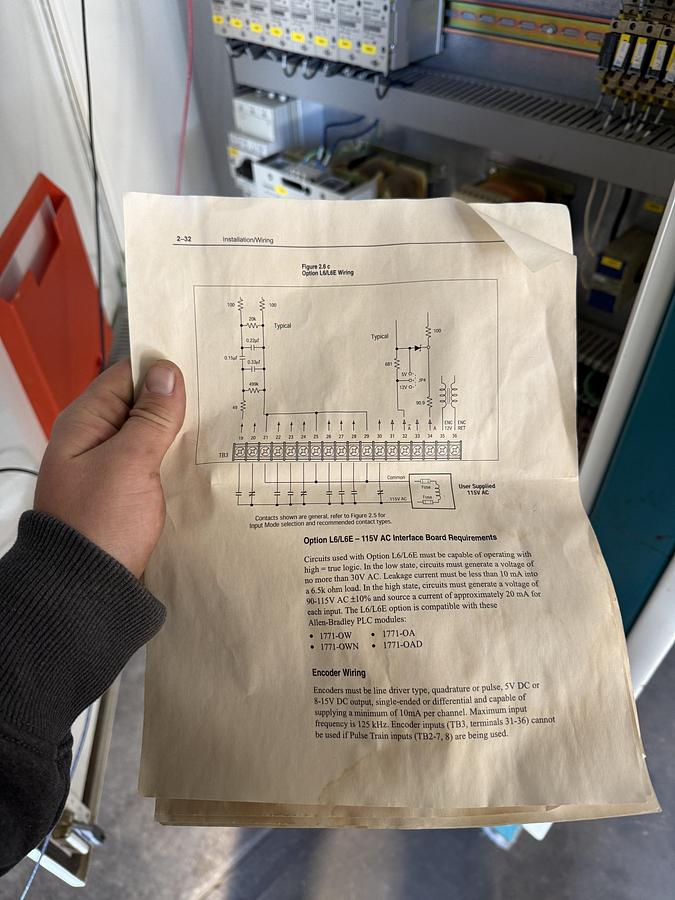 2–32 Installation/Wiring
Figure 2.6 c
Option L6/L6E Wiring
100 100
20k Typical
0.22µf
0.15µf 0.33µf
499k
49
Typical 100
681
5V
12V JP4
90.9
ENC ENC
12V RET
A A
19 20 21 22 23 24 25 26 27 28 29 30 31 32 33 34 35 36
TB3
Common
115V AC
Fuse
Fuse
User Supplied
115V AC
Contacts shown are general, refer to Figure 2.5 for
Input Mode selection and recommended contact types.
Option L6/L6E – 115V AC Interface Board Requirements
Circuits used with Option L6/L6E must be capable of operating with
high = true logic. In the low state, circuits must generate a voltage of
no more than 30V AC. Leakage current must be less than 10 mA into
a 6.5k ohm load. In the high state, circuits must generate a voltage of
90-115V AC ±10% and source a current of approximately 20 mA for
each input. The L6/L6E option is compatible with these
Allen-Bradley PLC modules:
• 1771-OW • 1771-OA
• 1771-OWN • 1771-OAD
Encoder Wiring
Encoders must be line driver type, quadrature or pulse, 5V DC or
8-15V DC output, single-ended or differential and capable of
supplying a minimum of 10mA per channel. Maximum input
frequency is 125 kHz. Encoder inputs (TB3, terminals 31-36) cannot
be used if Pulse Train inputs (TB2-7, 8) are being used.